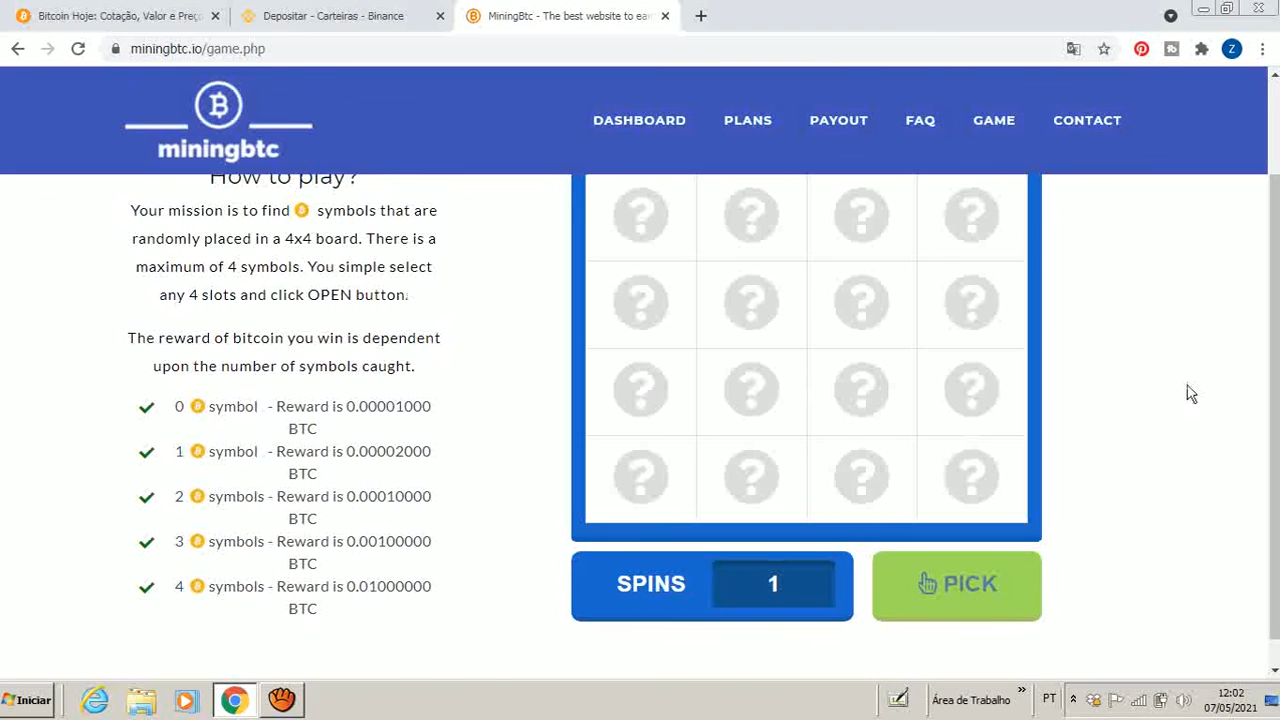 Bitcoin Hoje: Cotação, Valor e Preço
Depositar - Carteiras - Binance
MiningBtc - The best website to ea
miningbtc.io/game.php
Z
miningbtc
DASHBOARD
PLANS
PAYOUT
FAQ
GAME
CONTACT
How to play?
Your mission is to find symbols that are
randomly placed in a 4x4 board. There is a
maximum of 4 symbols. You simple select
any 4 slots and click OPEN button.
The reward of bitcoin you win is dependent
upon the number of symbols caught.
0 symbol - Reward is 0.00001000
BTC
1 symbol - Reward is 0.00002000
BTC
2 symbols - Reward is 0.00010000
BTC
3 symbols - Reward is 0.00100000
BTC
4 symbols - Reward is 0.01000000
BTC
? ? ? ?
? ? ? ?
? ? ? ?
? ? ? ?
SPINS 1
PICK
Iniciar
Área de Trabalho
»
PT
12:02
07/05/2021